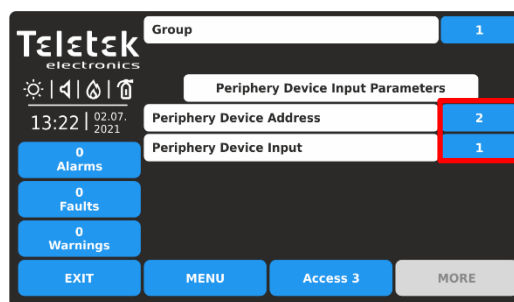 Teletek
electronics
13:22 02.07.
2021
0
Alarms
0
Faults
0
Warnings
EXIT
Group 1
Periphery Device Input Parameters
Periphery Device Address 2
Periphery Device Input 1
MENU Access 3 MORE